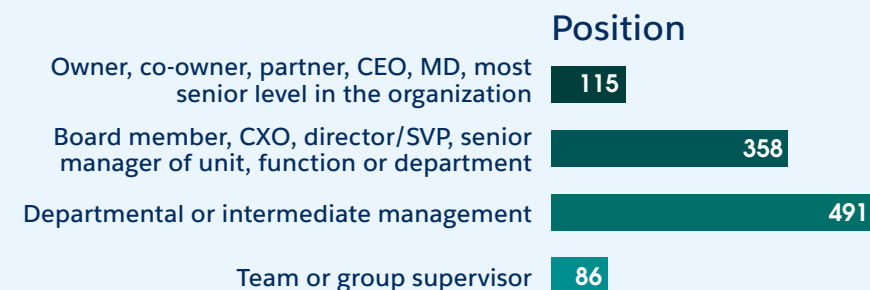 Position
Owner, co-owner, partner, CEO, MD, most
senior level in the organization
115
Board member, CXO, director/SVP, senior
manager of unit, function or department
358
Departmental or intermediate management
491
Team or group supervisor
86